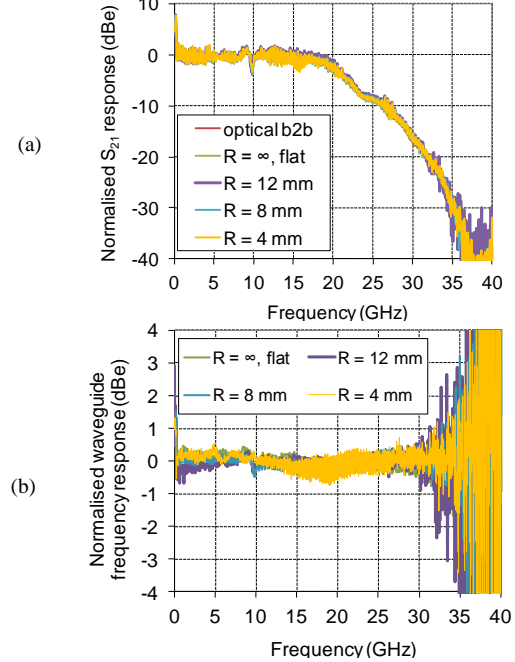 (a)
Normalised S21 response (dBe)
10
0
-10
-20
-30
-40
optical b2b
R = ∞, flat
R = 12 mm
R = 8 mm
R = 4 mm
0 5 10 15 20 25 30 35 40
Frequency (GHz)
(b)
Normalised waveguide
frequency response (dBe)
4
3
2
1
0
-1
-2
-3
-4
R = ∞, flat R = 12 mm
R = 8 mm R = 4 mm
0 5 10 15 20 25 30 35 40
Frequency (GHz)